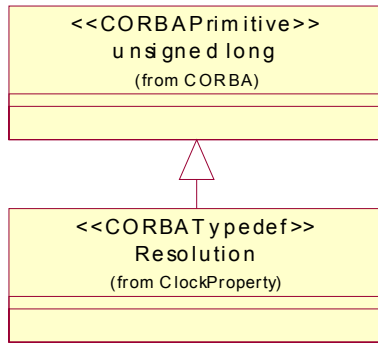 <<CORBAPrimitive>>
unsigned long
(from CORBA)
<<CORBATypedef>>
Resolution
(from ClockProperty)